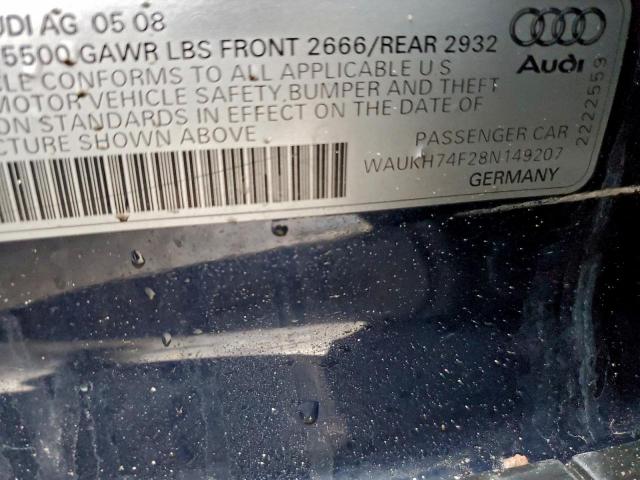 UDI AG 05 08
5500 GAWR LBS FRONT 2666/REAR 2932
CLE CONFORMS TO ALL APPLICABLE U S
MOTOR VEHICLE SAFETY, BUMPER AND THEFT
ON STANDARDS IN EFFECT ON THE DATE OF
CTURE SHOWN ABOVE
Audi
PASSENGER CAR
WAUKH74F28N149207
GERMANY
2222559